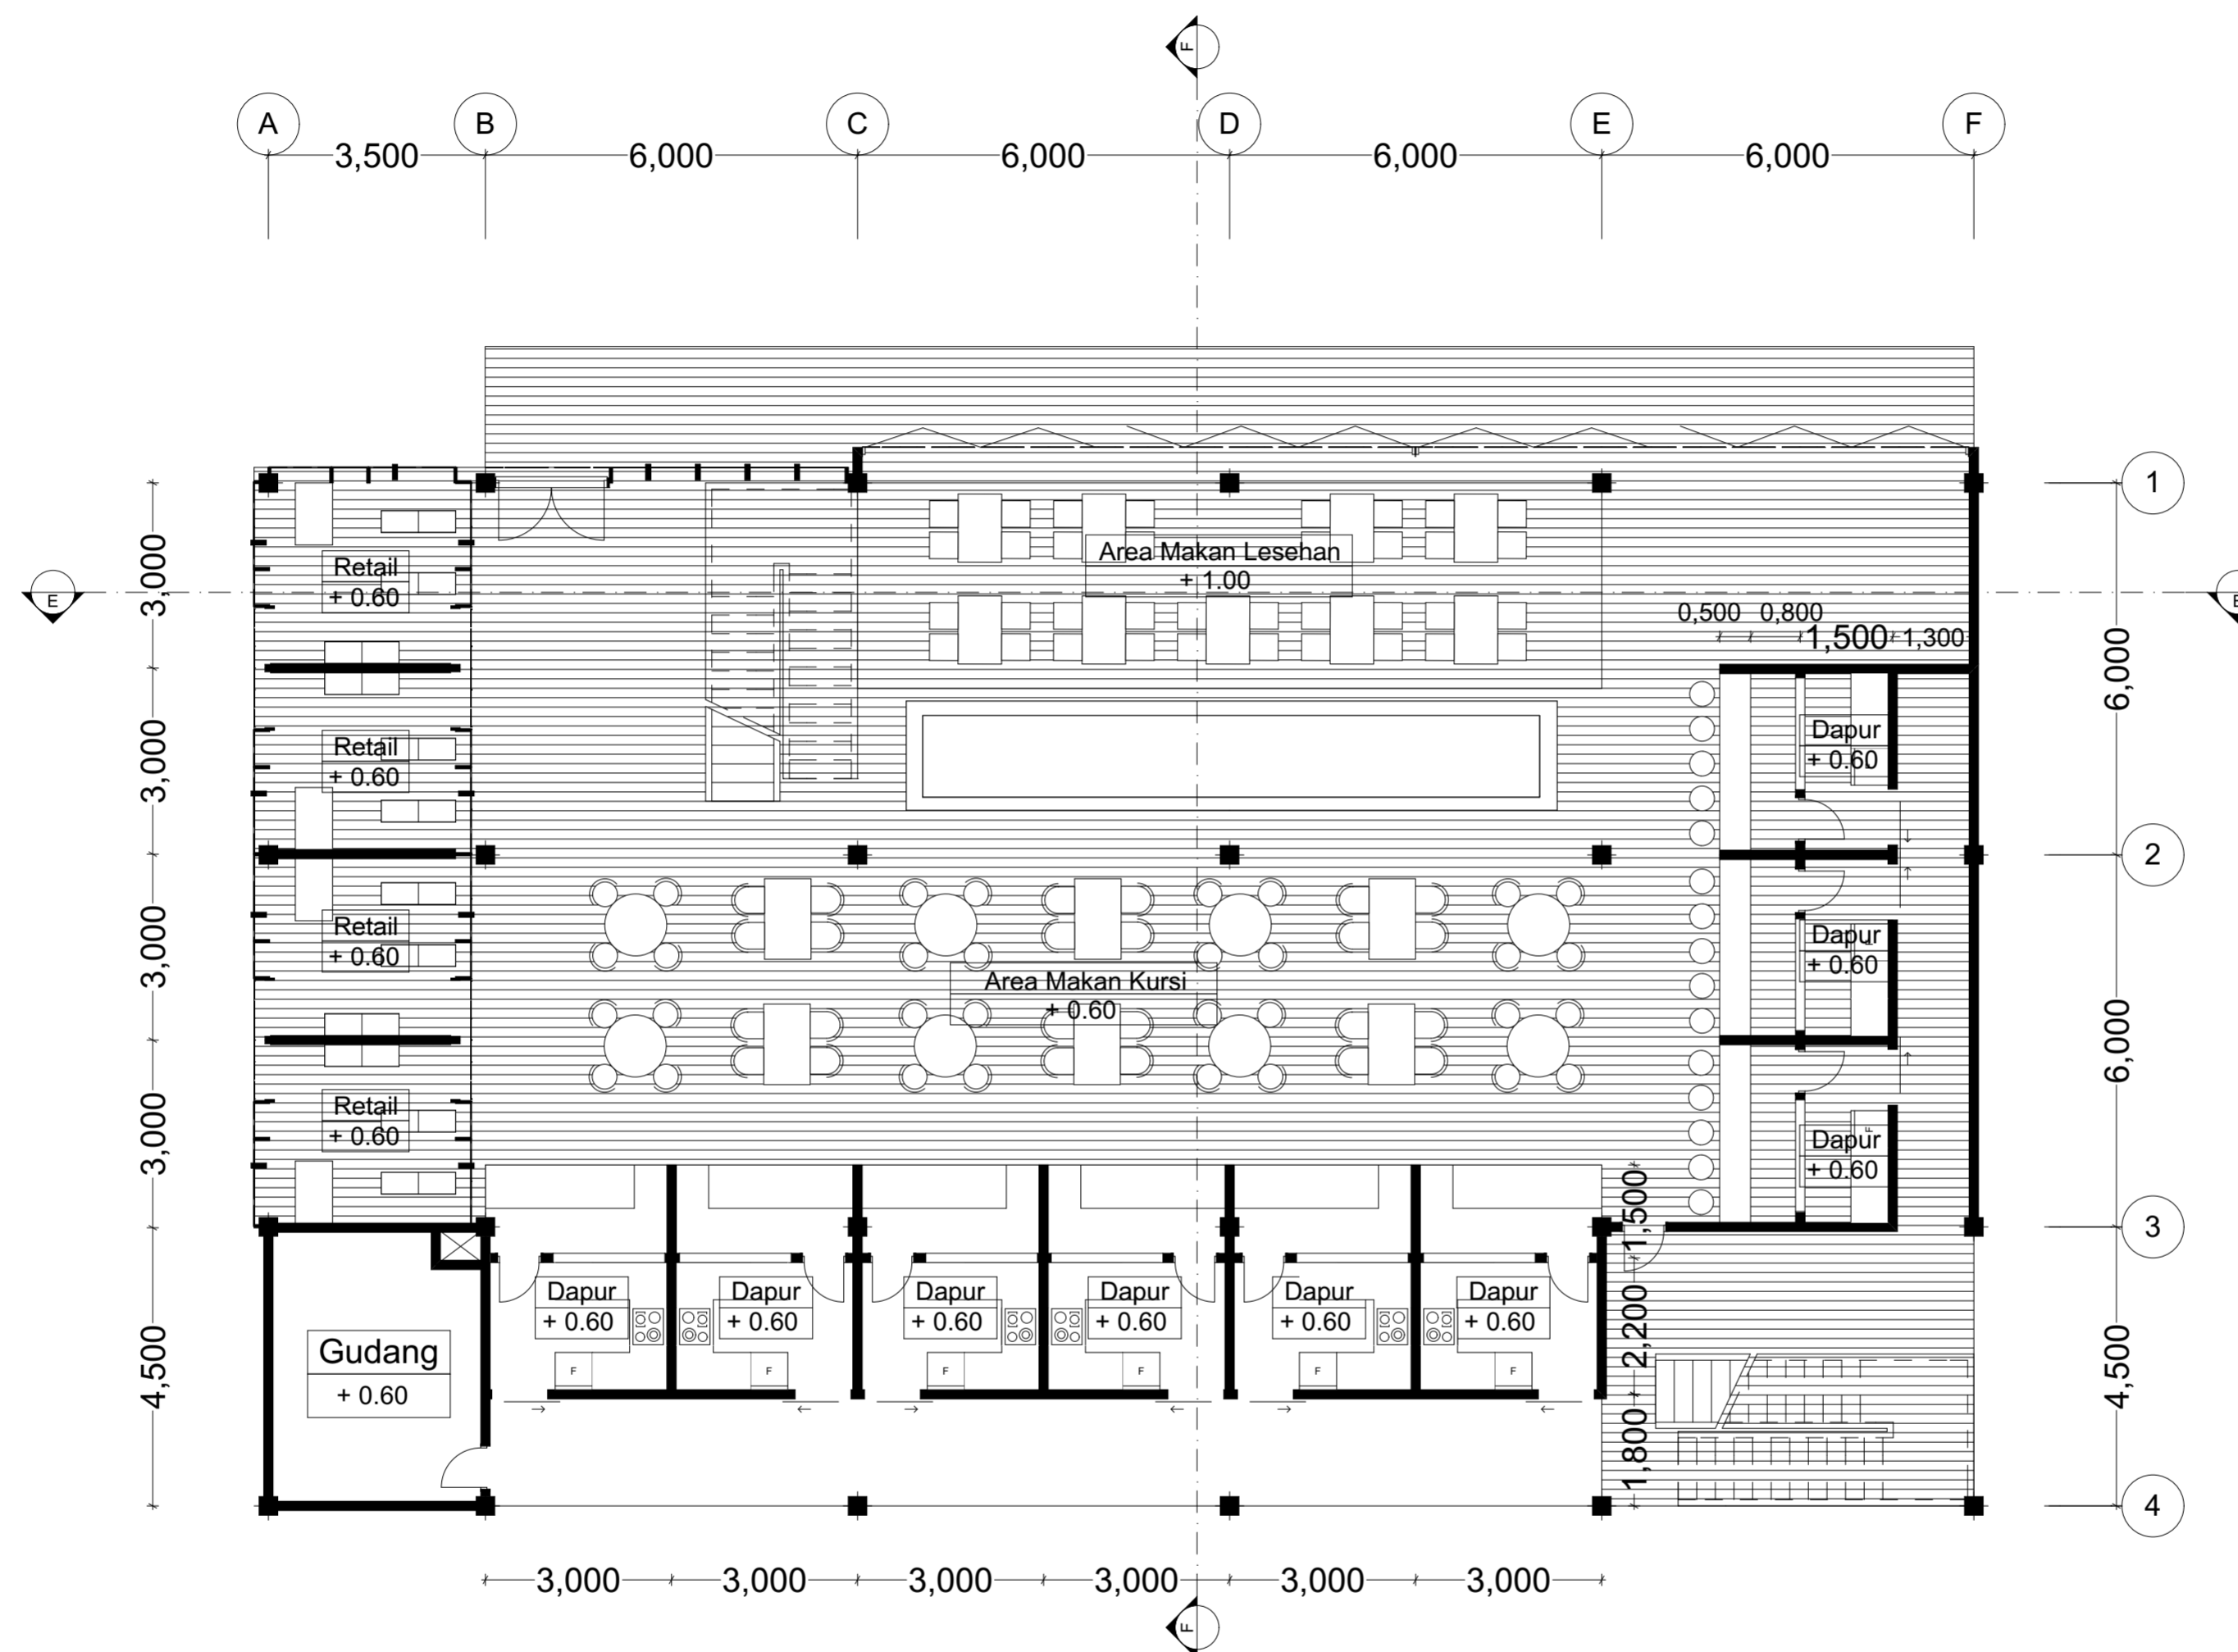 F
A B C D E F
3,500 6,000 6,000 6,000 6,000
1
Area Makan Lesehan
+ 1.00
3,000
Retail
+ 0.60
E
E
0,500 0,800
1,500 1,300
6,000
3,000
Retail
+ 0.60
Dapur
+ 0.60
2
3,000
Retail
+ 0.60
Dapur
+ 0.60
Area Makan Kursi
+ 0.60
6,000
3,000
Retail
+ 0.60
Dapur
F
+ 0.60
3
1,500
Dapur Dapur Dapur Dapur Dapur Dapur
+ 0.60 + 0.60 + 0.60 + 0.60 + 0.60 + 0.60
2,200
F F F F F F
4,500
Gudang
+ 0.60
4,500
1,800
4
3,000 3,000 3,000 3,000 3,000 3,000
F